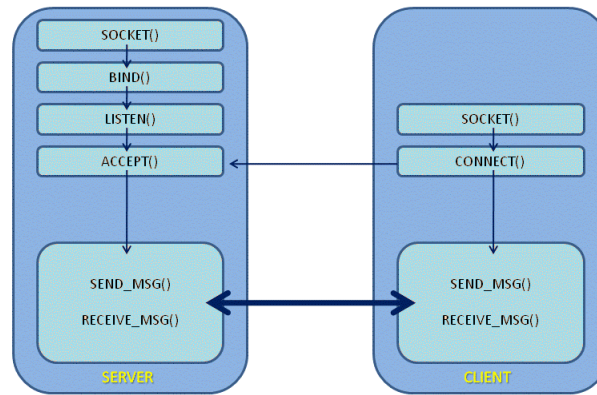 SOCKET()
BIND()
LISTEN()
ACCEPT()
SEND_MSG()
RECEIVE_MSG()
SERVER
SOCKET()
CONNECT()
SEND_MSG()
RECEIVE_MSG()
CLIENT